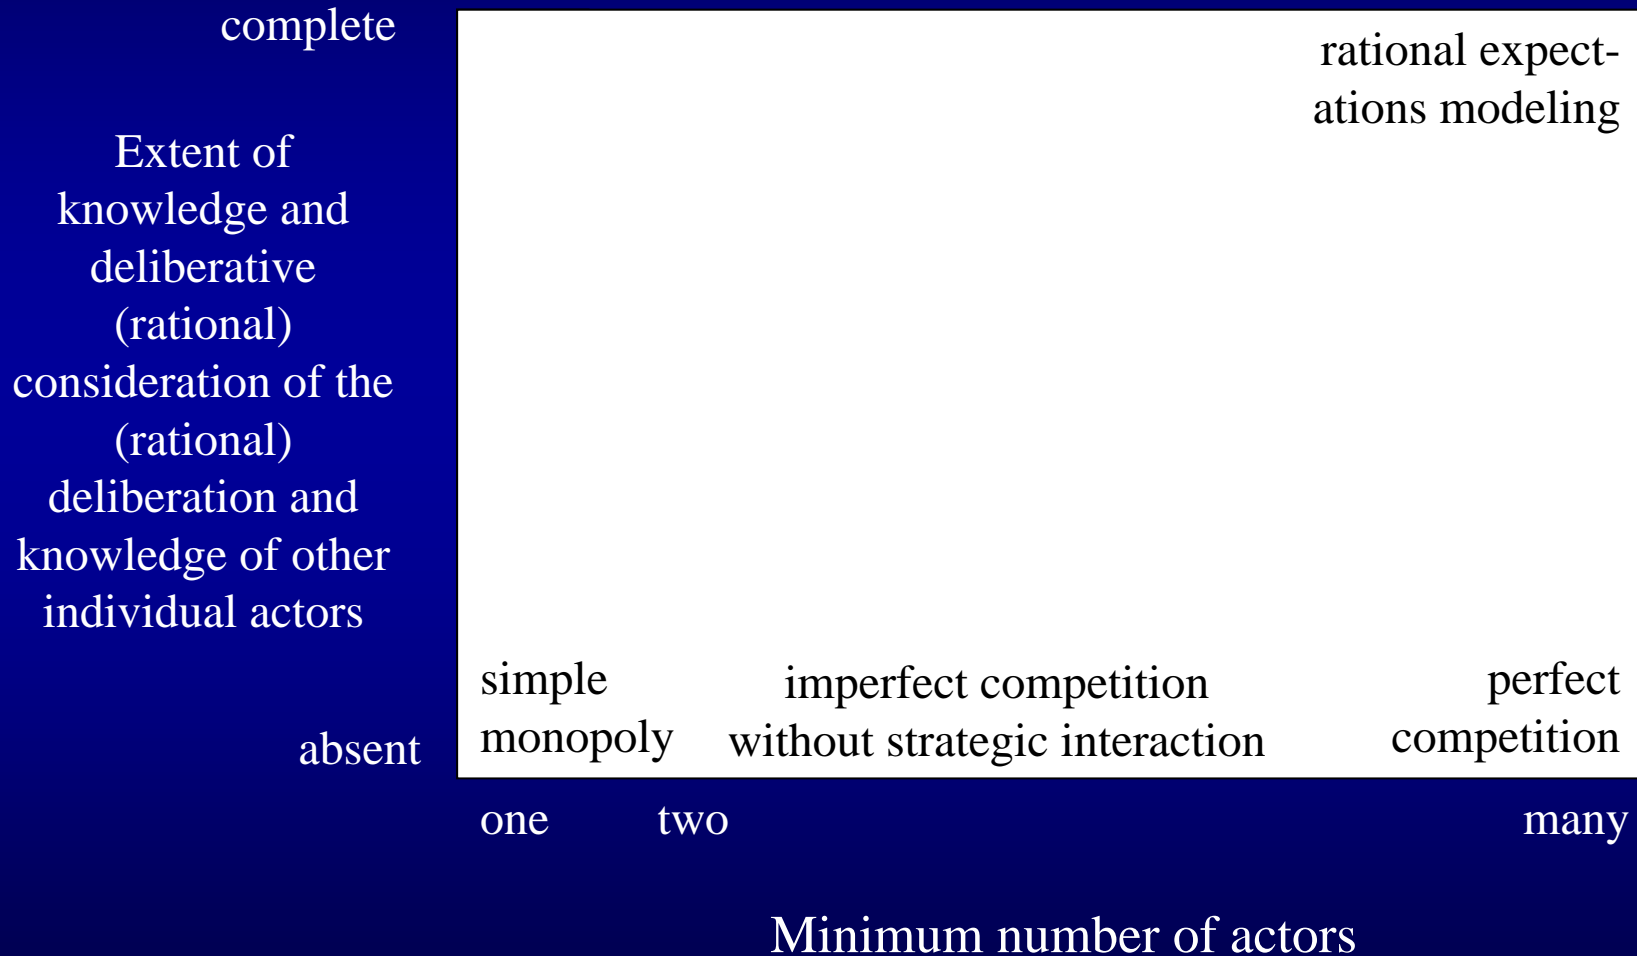 complete
rational expect-
ations modeling
Extent of
knowledge and
deliberative
(rational)
consideration of the
(rational)
deliberation and
knowledge of other
individual actors
simple
monopoly
imperfect competition
without strategic interaction
perfect
competition
absent
one two many
Minimum number of actors